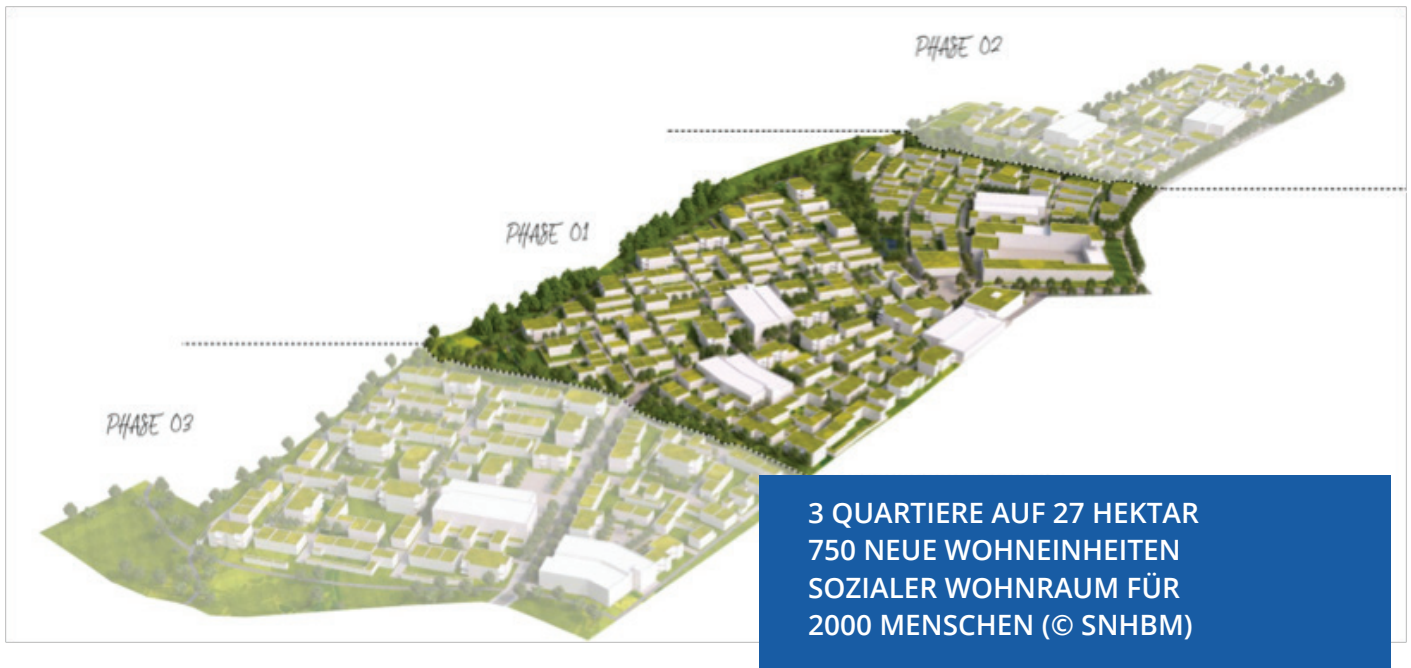 PHASE 02
PHASE 01
PHASE 03
3 QUARTIERE AUF 27 HEKTAR
750 NEUE WOHNEINHEITEN
SOZIALER WOHNRAUM FÜR
2000 MENSCHEN (© SNHBM)